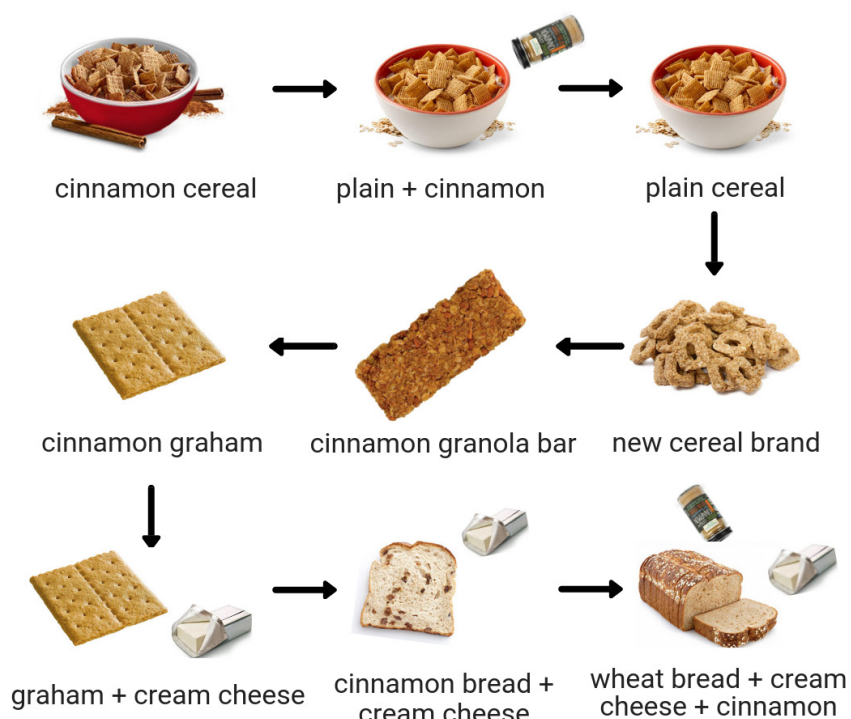 cinnamon cereal
plain + cinnamon
plain cereal
cinnamon graham
cinnamon granola bar
new cereal brand
graham + cream cheese
cinnamon bread +
cream cheese
wheat bread + cream
cheese + cinnamon